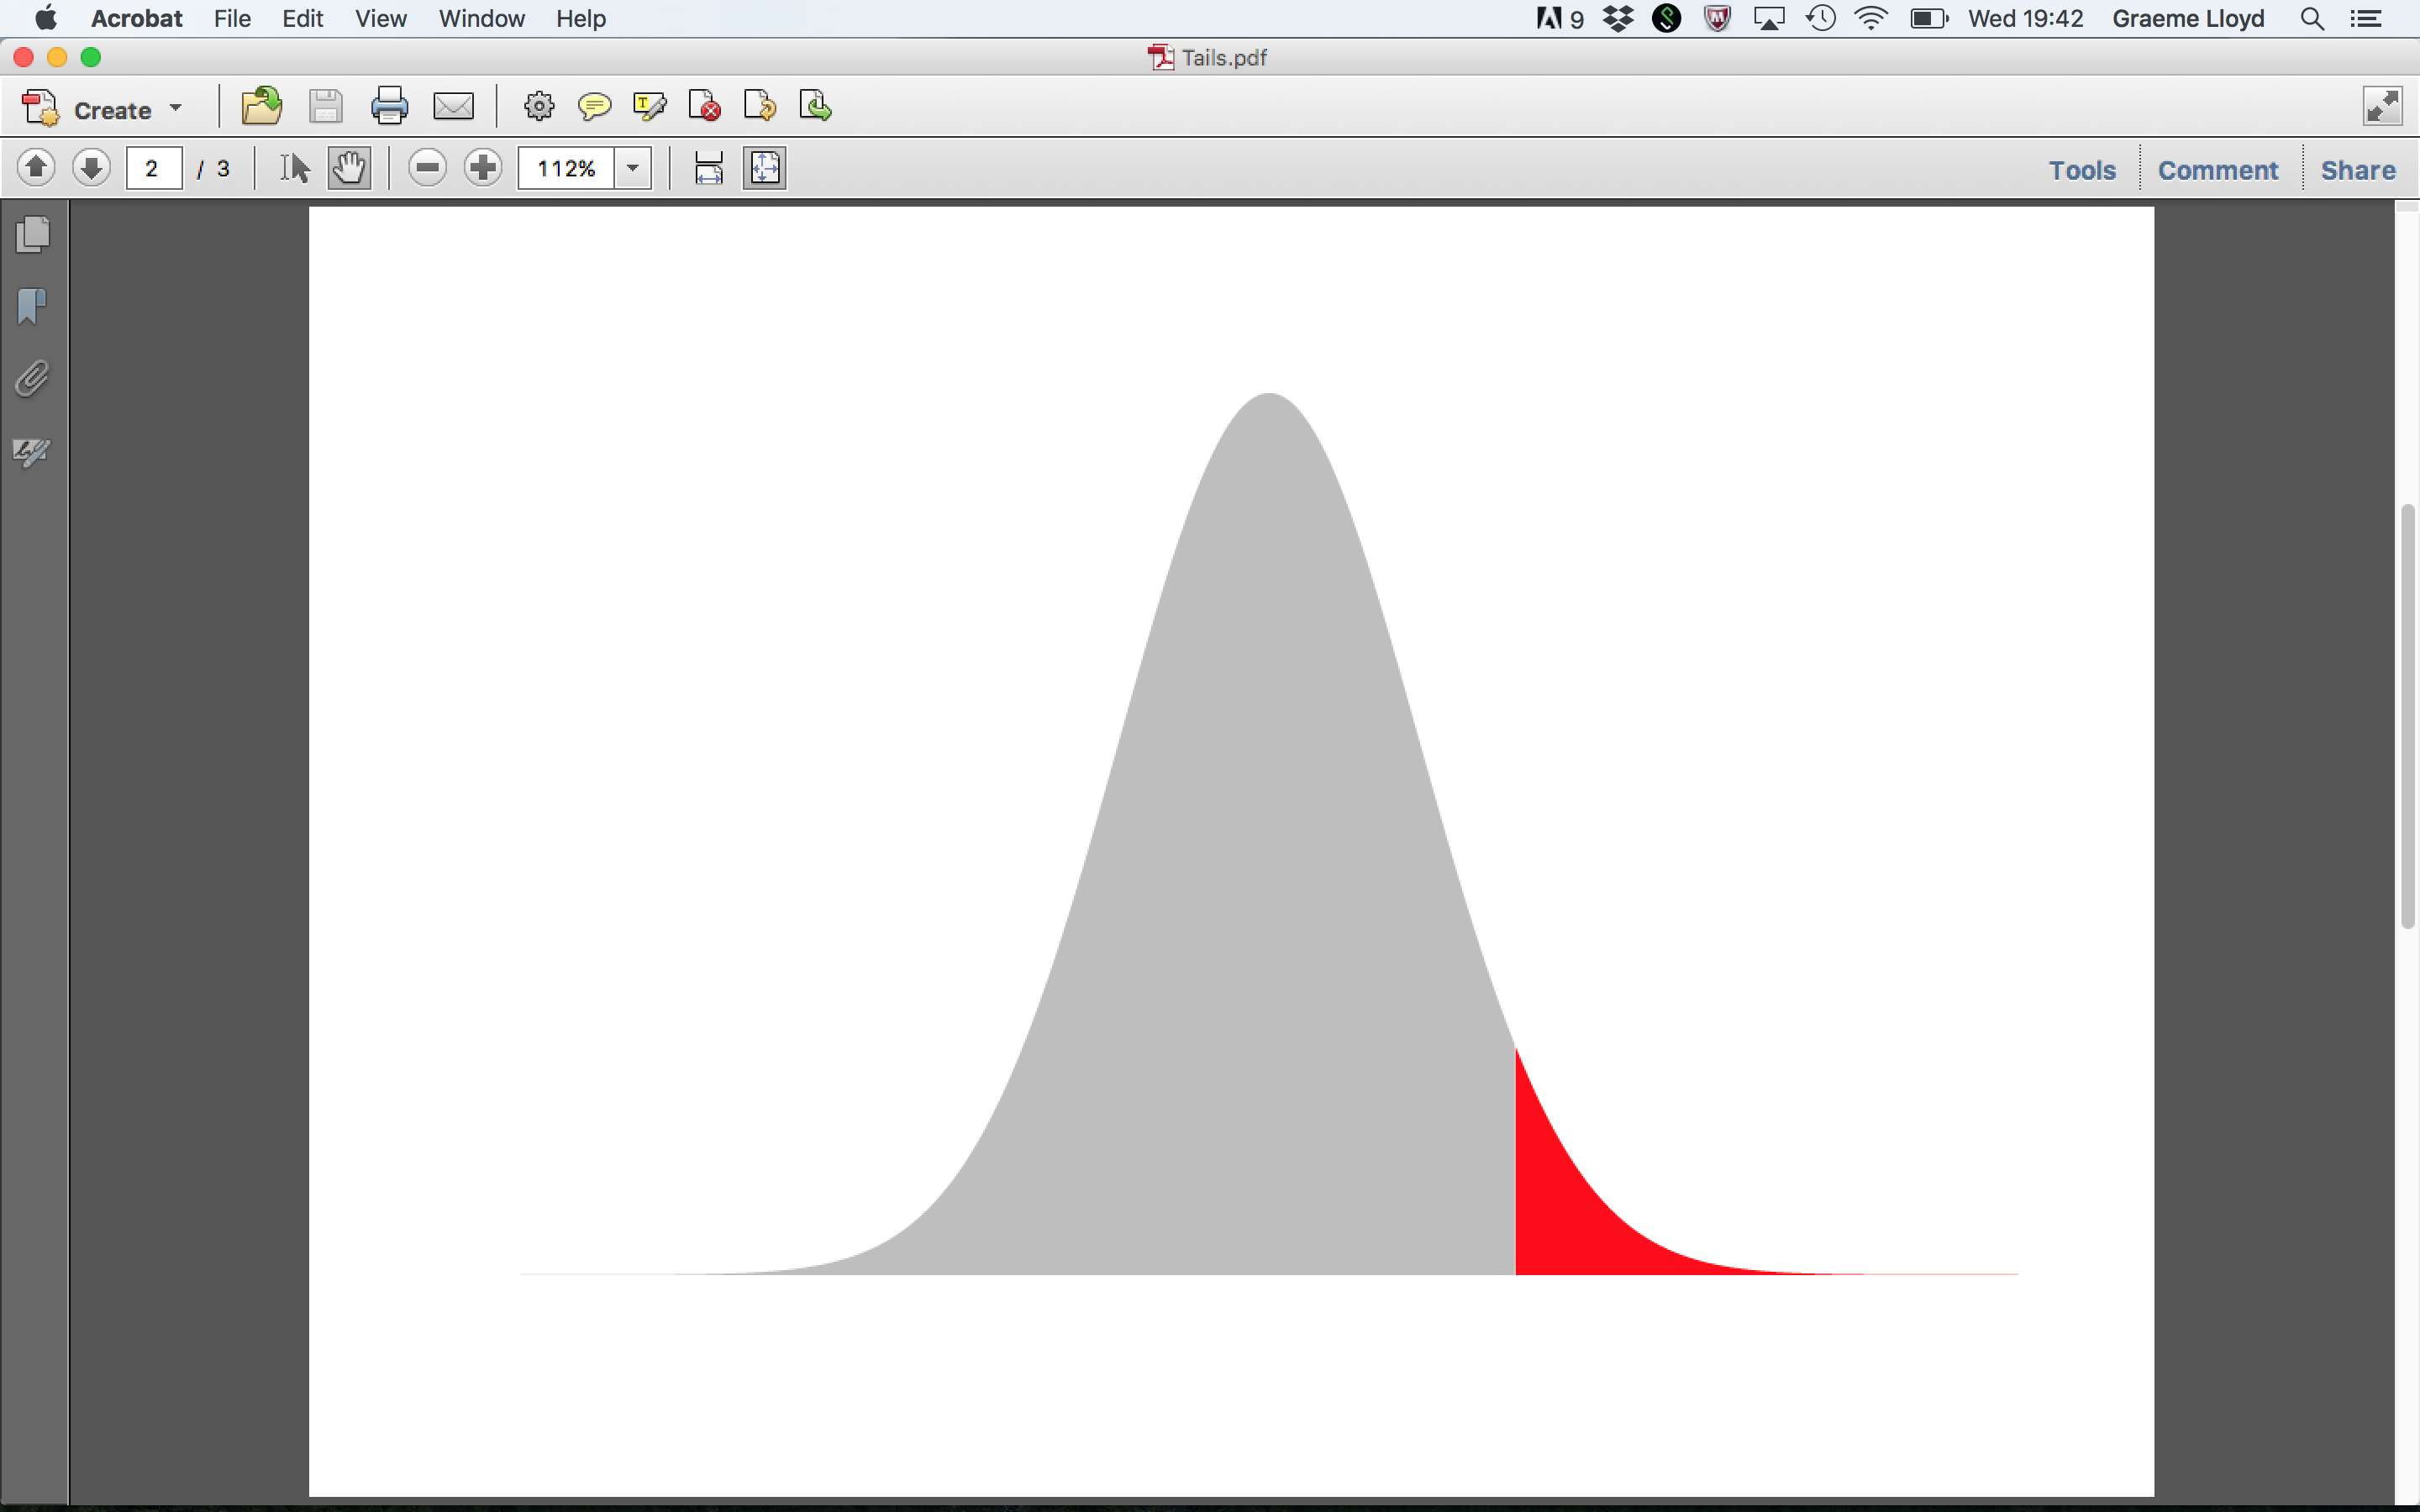 Acrobat File Edit View Window Help 9 Wed 19:42 Graeme Lloyd
Tails.pdf
Create
2 / 3 112% Tools Comment Share